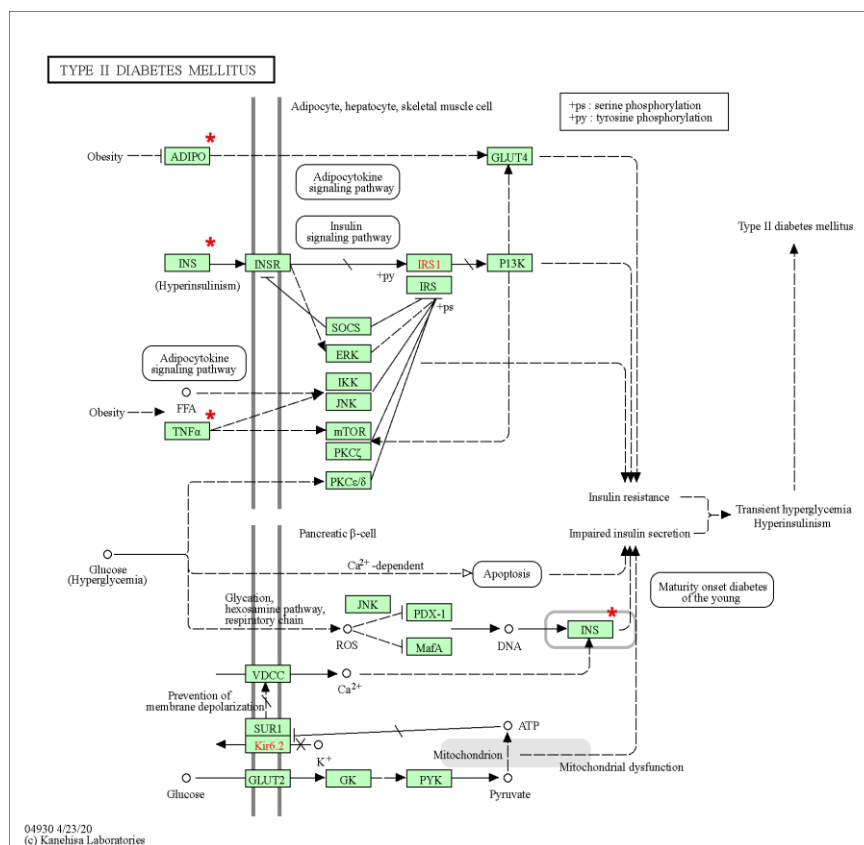 TYPE II DIABETES MELLITUS
Adipocyte, hepatocyte, skeletal muscle cell
+ps : serine phosphorylation
+py : tyrosine phosphorylation
Obesity
ADIPO
*
GLUT4
Adipocytokine
signaling pathway
Insulin
signaling pathway
Type II diabetes mellitus
INS
*
(Hyperinsulinism)
INSR
+py
IRS1
IRS
+ps
P13K
SOCS
ERK
Adipocytokine
signaling pathway
FFA
IKK
JNK
Obesity
TNFα
*
mTOR
PKCζ
PKCε/δ
Insulin resistance
Transient hyperglycemia
Hyperinsulinism
Impaired insulin secretion
Pancreatic β-cell
Glucose
(Hyperglycemia)
Ca2+ -dependent
Apoptosis
Maturity onset diabetes
of the young
Glycation,
hexosamine pathway,
respiratory chain
JNK
PDX-1
ROS
MafA
DNA
INS
*
VDCC
Ca2+
Prevention of
membrane depolarization
SUR1
Kir6.2
K+
ATP
Mitochondrion
Mitochondrial dysfunction
Glucose
GLUT2
GK
PYK
Pyruvate
04930 4/23/20
(c) Kanehisa Laboratories